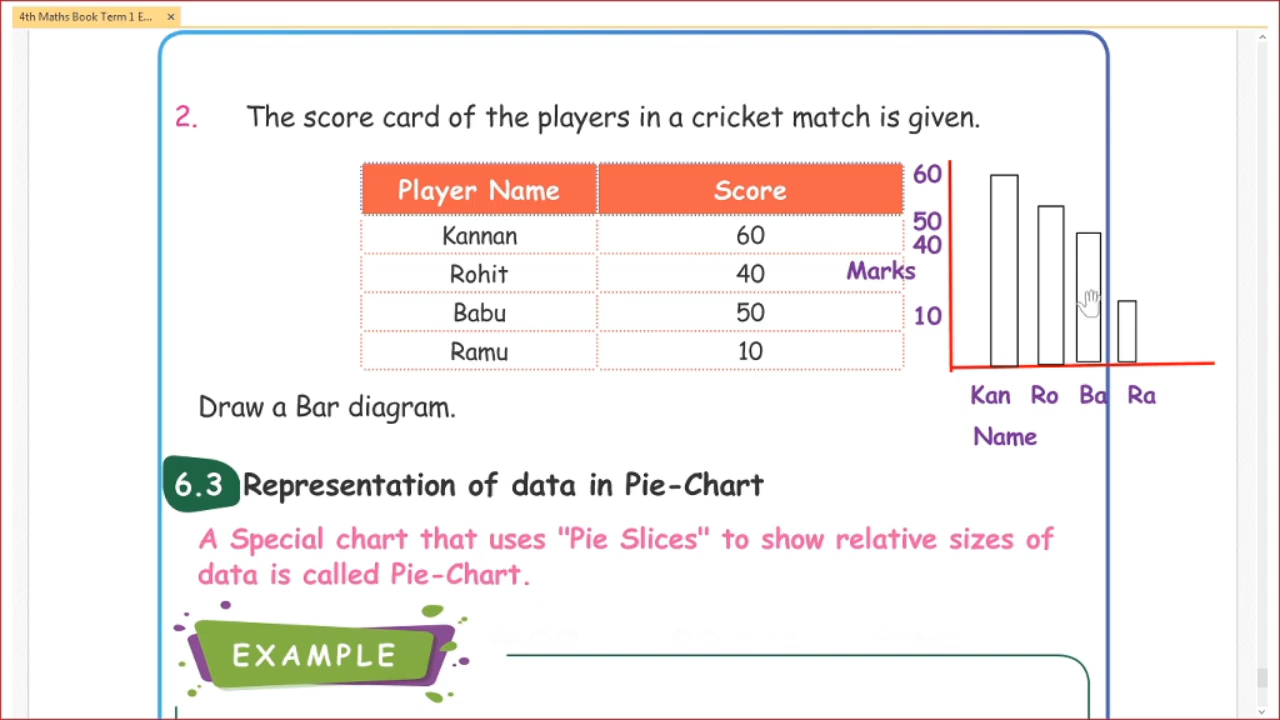 4th Maths Book Term 1 E...
2. The score card of the players in a cricket match is given.
Player Name Score
Kannan 60
Rohit 40
Babu 50
Ramu 10
60
50
40
Marks
10
Kan Ro Ba Ra
Name
Draw a Bar diagram.
6.3 Representation of data in Pie-Chart
A Special chart that uses "Pie Slices" to show relative sizes of
data is called Pie-Chart.
EXAMPLE